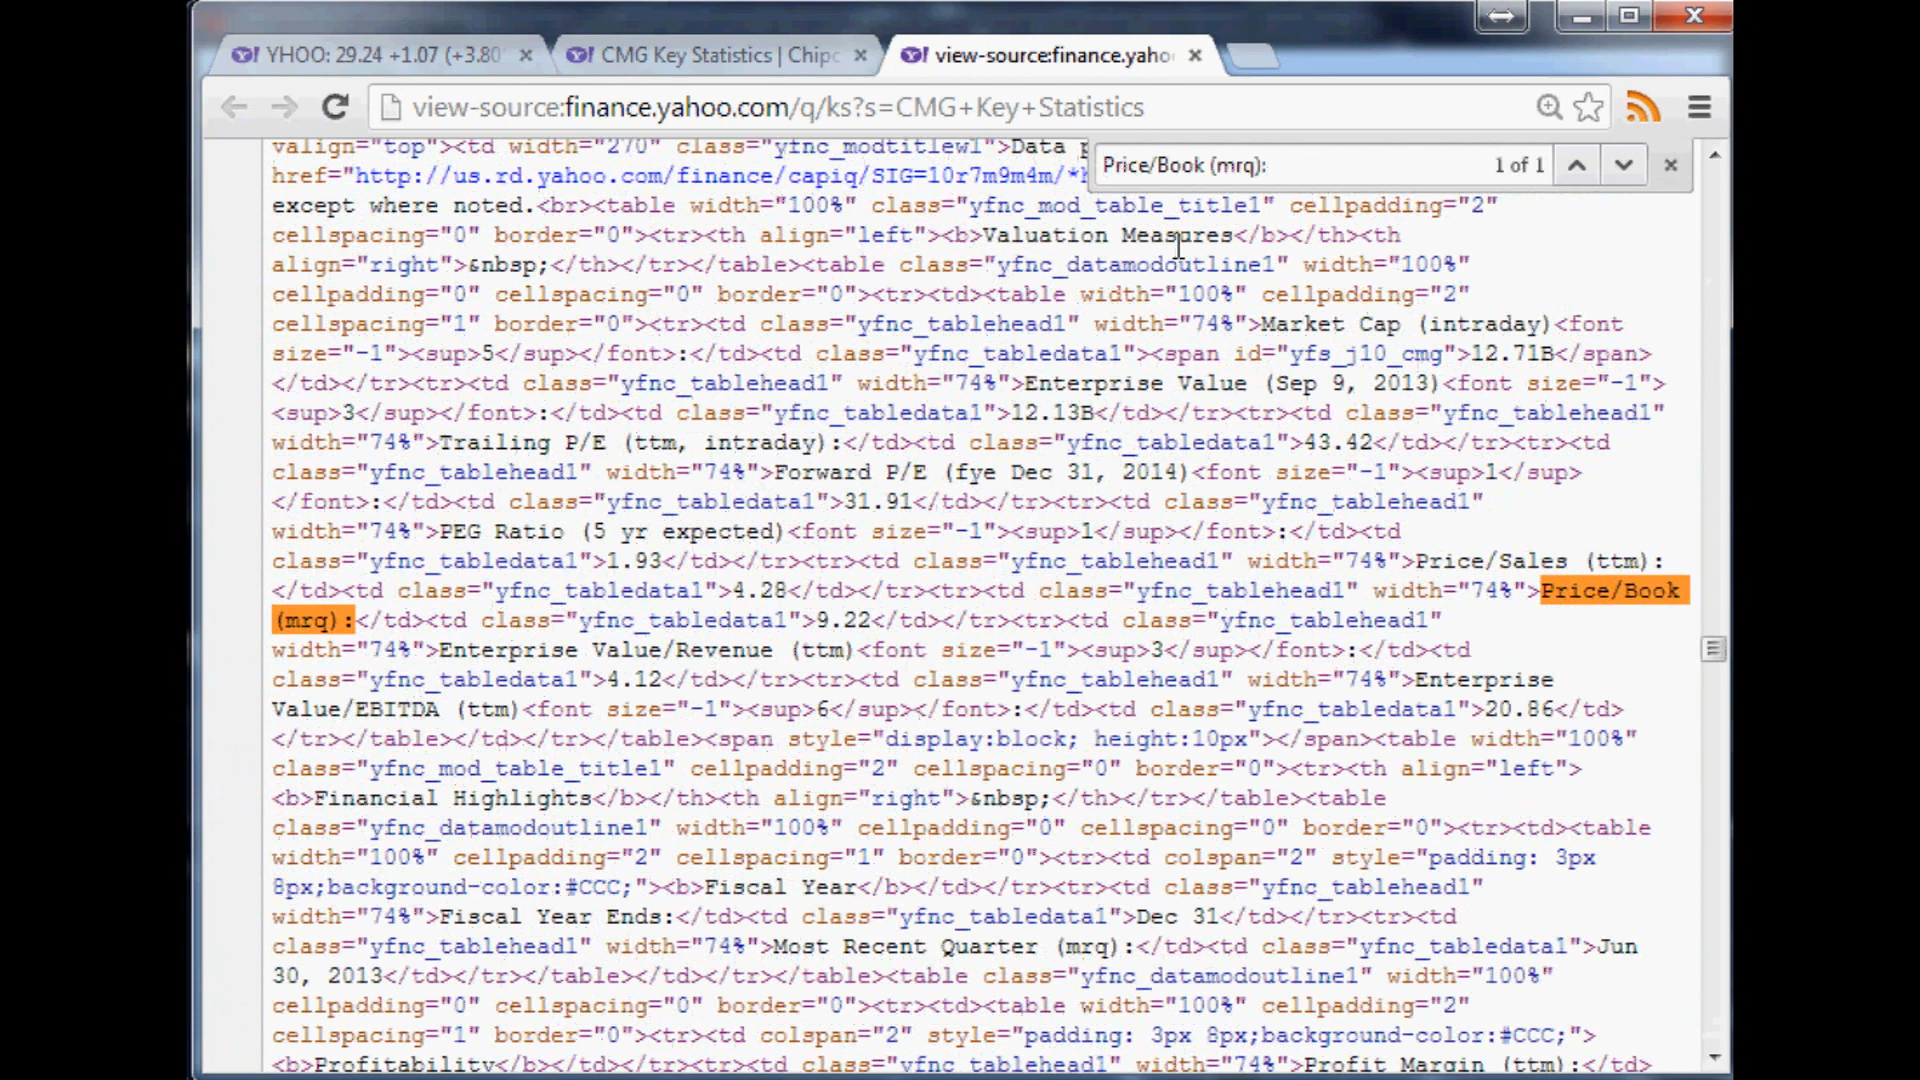 YHOO: 29.24 +1.07 (+3.80
CMG Key Statistics | Chipo
view-source:finance.yaho
view-source:finance.yahoo.com/q/ks?s=CMG+Key+Statistics
Price/Book (mrq):
1 of 1
valign="top"><td width="270" class="yfnc_modtitlew1">Data p
href="http://us.rd.yahoo.com/finance/capiq/SIG=10r7m9m4m/*h
except where noted.<br><table width="100%" class="yfnc_mod_table_title1" cellpadding="2"
cellspacing="0" border="0"><tr><th align="left"><b>Valuation Measures</b></th><th
align="right">&nbsp;</th></tr></table><table class="yfnc_datamodoutline1" width="100%"
cellpadding="0" cellspacing="0" border="0"><tr><td><table width="100%" cellpadding="2"
cellspacing="1" border="0"><tr><td class="yfnc_tablehead1" width="74%">Market Cap (intraday)<font
size="-1"><sup>5</sup></font>:</td><td class="yfnc_tabledata1"><span id="yfs_j10_cmg">12.71B</span>
</td></tr><tr><td class="yfnc_tablehead1" width="74%">Enterprise Value (Sep 9, 2013)<font size="-1">
<sup>3</sup></font>:</td><td class="yfnc_tabledata1">12.13B</td></tr><tr><td class="yfnc_tablehead1"
width="74%">Trailing P/E (ttm, intraday):</td><td class="yfnc_tabledata1">43.42</td></tr><tr><td
class="yfnc_tablehead1" width="74%">Forward P/E (fye Dec 31, 2014)<font size="-1"><sup>1</sup>
</font>:</td><td class="yfnc_tabledata1">31.91</td></tr><tr><td class="yfnc_tablehead1"
width="74%">PEG Ratio (5 yr expected)<font size="-1"><sup>1</sup></font>:</td><td
class="yfnc_tabledata1">1.93</td></tr><tr><td class="yfnc_tablehead1" width="74%">Price/Sales (ttm):
</td><td class="yfnc_tabledata1">4.28</td></tr><tr><td class="yfnc_tablehead1" width="74%">Price/Book
(mrq):</td><td class="yfnc_tabledata1">9.22</td></tr><tr><td class="yfnc_tablehead1"
width="74%">Enterprise Value/Revenue (ttm)<font size="-1"><sup>3</sup></font>:</td><td
class="yfnc_tabledata1">4.12</td></tr><tr><td class="yfnc_tablehead1" width="74%">Enterprise
Value/EBITDA (ttm)<font size="-1"><sup>6</sup></font>:</td><td class="yfnc_tabledata1">20.86</td>
</tr></table></td></tr></table><span style="display:block; height:10px"></span><table width="100%"
class="yfnc_mod_table_title1" cellpadding="2" cellspacing="0" border="0"><tr><th align="left">
<b>Financial Highlights</b></th><th align="right">&nbsp;</th></tr></table><table
class="yfnc_datamodoutline1" width="100%" cellpadding="0" cellspacing="0" border="0"><tr><td><table
width="100%" cellpadding="2" cellspacing="1" border="0"><tr><td colspan="2" style="padding: 3px
8px;background-color:#CCC;"><b>Fiscal Year</b></td></tr><tr><td class="yfnc_tablehead1"
width="74%">Fiscal Year Ends:</td><td class="yfnc_tabledata1">Dec 31</td></tr><tr><td
class="yfnc_tablehead1" width="74%">Most Recent Quarter (mrq):</td><td class="yfnc_tabledata1">Jun
30, 2013</td></tr></table></td></tr></table><table class="yfnc_datamodoutline1" width="100%"
cellpadding="0" cellspacing="0" border="0"><tr><td><table width="100%" cellpadding="2"
cellspacing="1" border="0"><tr><td colspan="2" style="padding: 3px 8px;background-color:#CCC;">
<b>Profitability</b></td></tr><tr><td class="yfnc_tablehead1" width="74%">Profit Margin (ttm):</td>